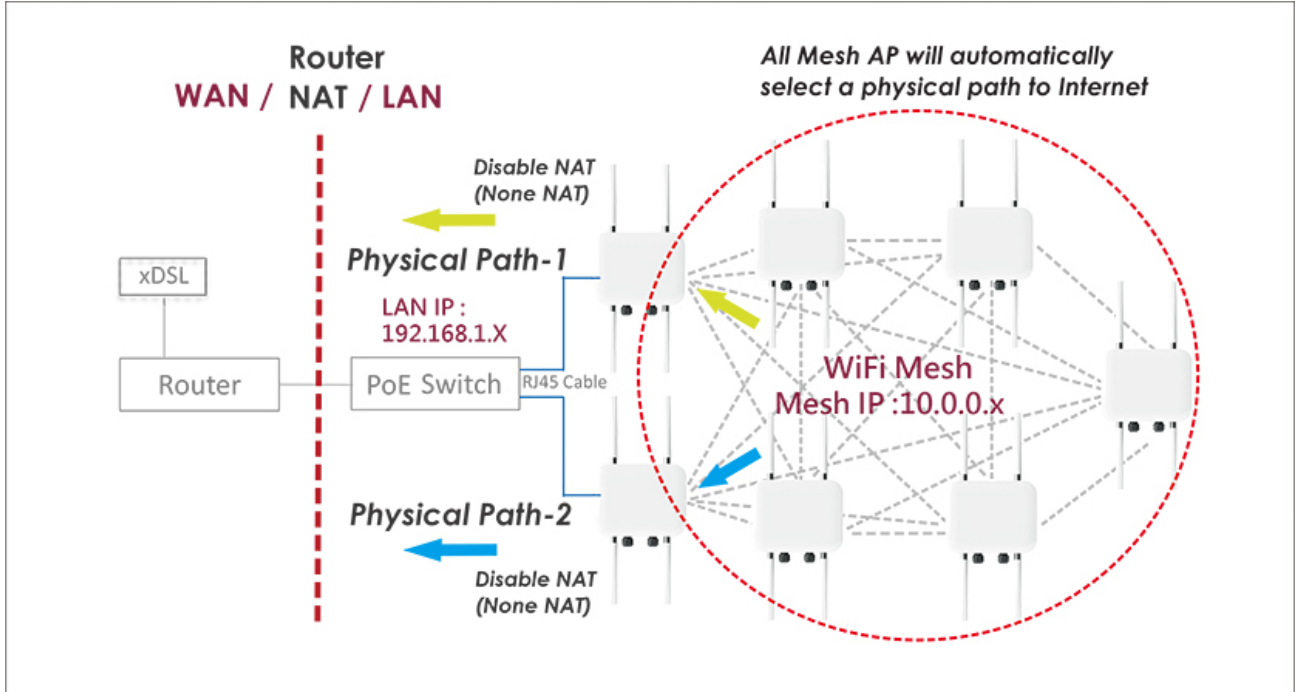 Router
WAN / NAT / LAN
All Mesh AP will automatically
select a physical path to Internet
Disable NAT
(None NAT)
Physical Path-1
xDSL
LAN IP :
192.168.1.X
Router
PoE Switch
RJ45 Cable
WiFi Mesh
Mesh IP :10.0.0.x
Physical Path-2
Disable NAT
(None NAT)